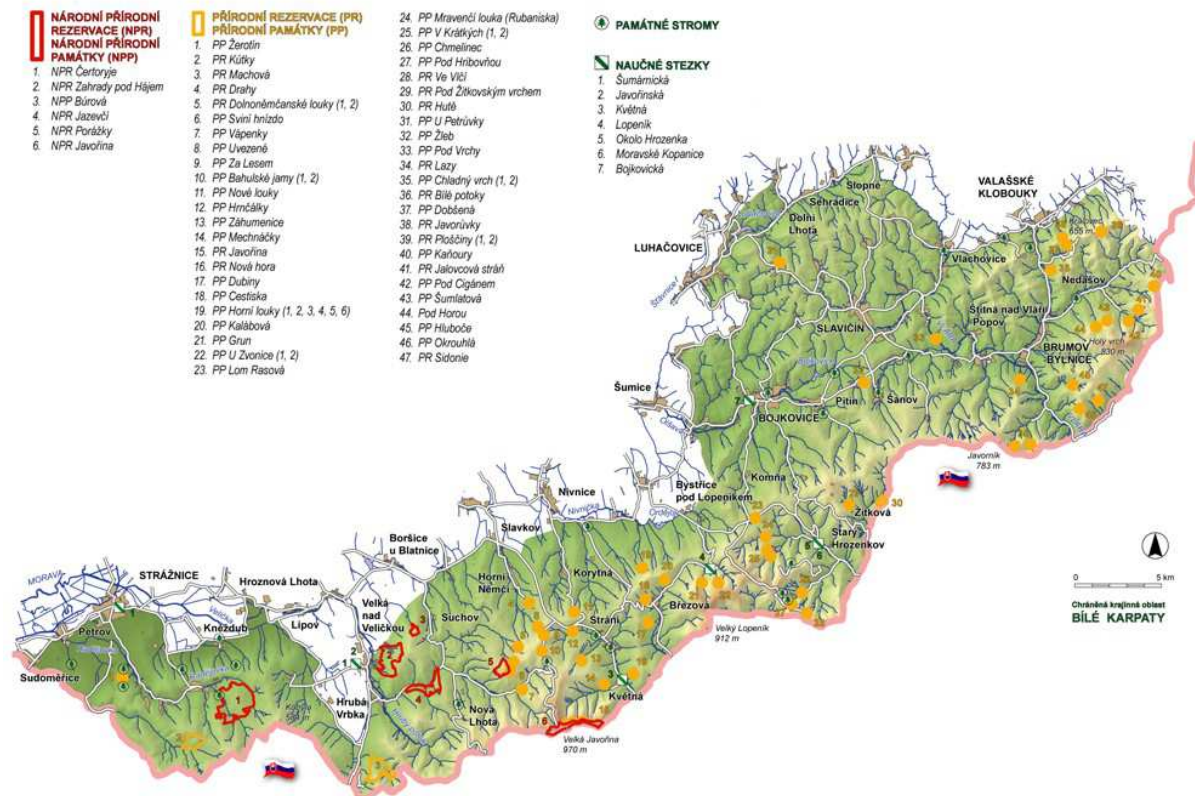 NÁRODNÍ PŘÍRODNÍ
REZERVACE (NPR)
NÁRODNÍ PŘÍRODNÍ
PAMÁTKY (NPP)
1. NPR Čertoryje
2. NPR Zahrady pod Hájem
3. NPP Búrová
4. NPR Jazevčí
5. NPR Porážky
6. NPR Javořina
PŘÍRODNÍ REZERVACE (PR)
PŘÍRODNÍ PAMÁTKY (PP)
1. PP Žerotín
2. PR Kútky
3. PR Machová
4. PR Drahy
5. PR Dolnoněmčanské louky (1, 2)
6. PP Sviní hnízdo
7. PP Vápenky
8. PP Uvezené
9. PP Za Lesem
10. PP Bahulské jamy (1, 2)
11. PP Nové louky
12. PP Hrnčálky
13. PP Záhumenice
14. PP Mechnáčky
15. PR Javořina
16. PR Nová hora
17. PP Dubiny
18. PP Cestiska
19. PP Horní louky (1, 2, 3, 4, 5, 6)
20. PP Kalábová
21. PP Grun
22. PP U Zvonice (1, 2)
23. PP Lom Rasová
24. PP Mravenčí louka (Rubaniska)
25. PP V Krátkých (1, 2)
26. PP Chmelinec
27. PP Pod Hribovňou
28. PR Ve Vlčí
29. PR Pod Žitkovským vrchem
30. PR Hutě
31. PP U Petrůvky
32. PP Žleb
33. PP Pod Vrchy
34. PR Lazy
35. PP Chladný vrch (1, 2)
36. PR Bílé potoky
37. PP Dobšená
38. PR Javorůvky
39. PR Ploščiny (1, 2)
40. PP Kaňoury
41. PR Jalovcová stráň
42. PP Pod Cigánem
43. PP Šumlatová
44. Pod Horou
45. PP Hluboče
46. PP Okrouhlá
47. PR Sidonie
PAMÁTNÉ STROMY
NAUČNÉ STEZKY
1. Šumárnická
2. Javořinská
3. Květná
4. Lopeník
5. Okolo Hrozenka
6. Moravské Kopanice
7. Bojkovická
VALAŠSKÉ
KLOBOUKY
Slopné
Sehradice
Dolní
Lhota
LUHAČOVICE
Vlachovice
Nedašov
Štítná nad Vláří
Popov
SLAVIČÍN
BRUMOV
BYLNICE
Holý vrch
830 m
Šumice
BOJKOVICE
Pitín
Šanov
Javorník
783 m
Komňa
Bystřice
pod Lopeníkem
Nivnice
Nivnička
Slavkov
Žítková
30
Starý
Hrozenkov
Boršice
u Blatnice
Horní
Němčí
Korytná
Březová
Velký Lopeník
912 m
Strání
Suchov
Velká
nad
Veličkou
STRÁŽNICE
MORAVA
Hroznová Lhota
Petrov
Kněždub
Lipov
Sudoměřice
Hrubá
Vrbka
Nová
Lhota
Květná
Velká Javořina
970 m
0 5 km
Chráněná krajinná oblast
BÍLÉ KARPATY